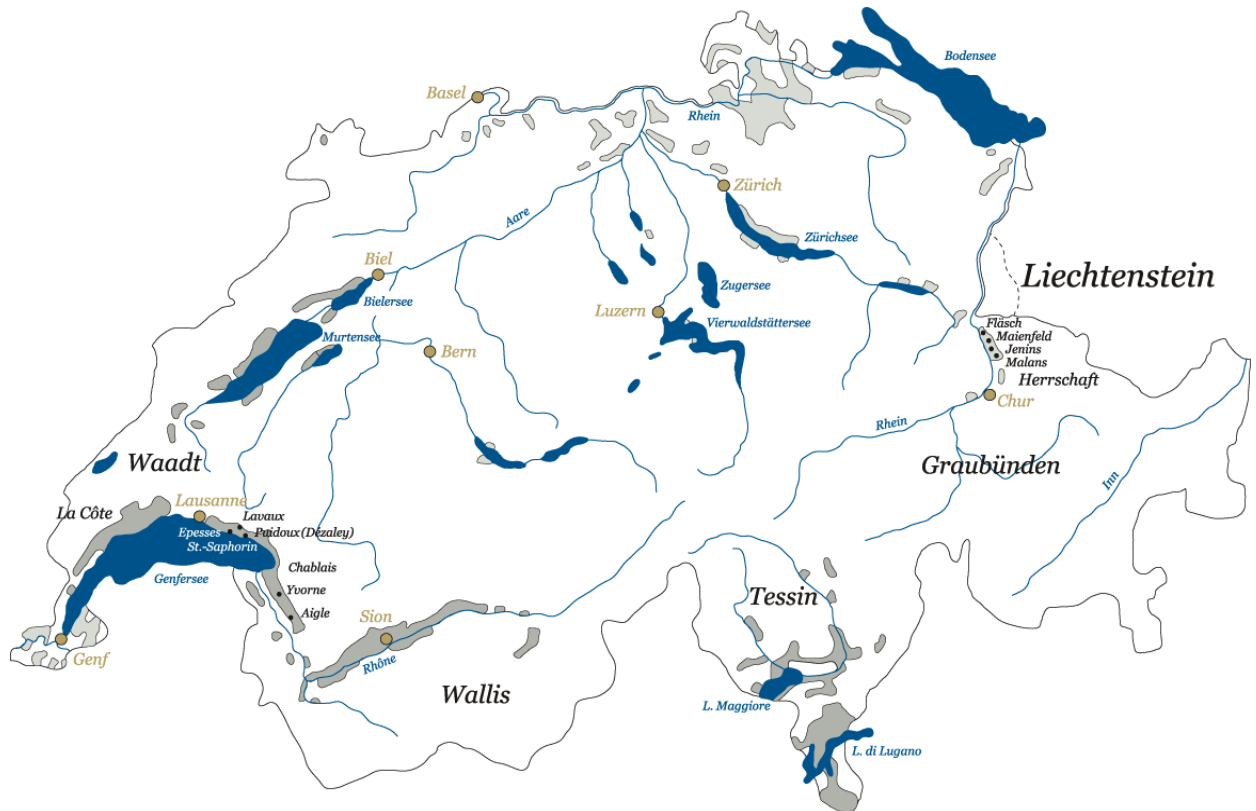 Bodensee
Basel
Rhein
Zürich
Aare
Zürichsee
Biel
Liechtenstein
Zugersee
Bielersee
Luzern
Vierwaldstättersee
Fläsch
Murtensee
Maienfeld
Bern
Jenins
Malans
Herrschaft
Chur
Rhein
Waadt
Graubünden
Inn
Lausanne
La Côte
Lavaux
Epesses
Puidoux (Dézaley)
St.-Saphorin
Genfersee
Chablais
Yvorne
Tessin
Aigle
Sion
Genf
Rhône
Wallis
L. Maggiore
L. di Lugano